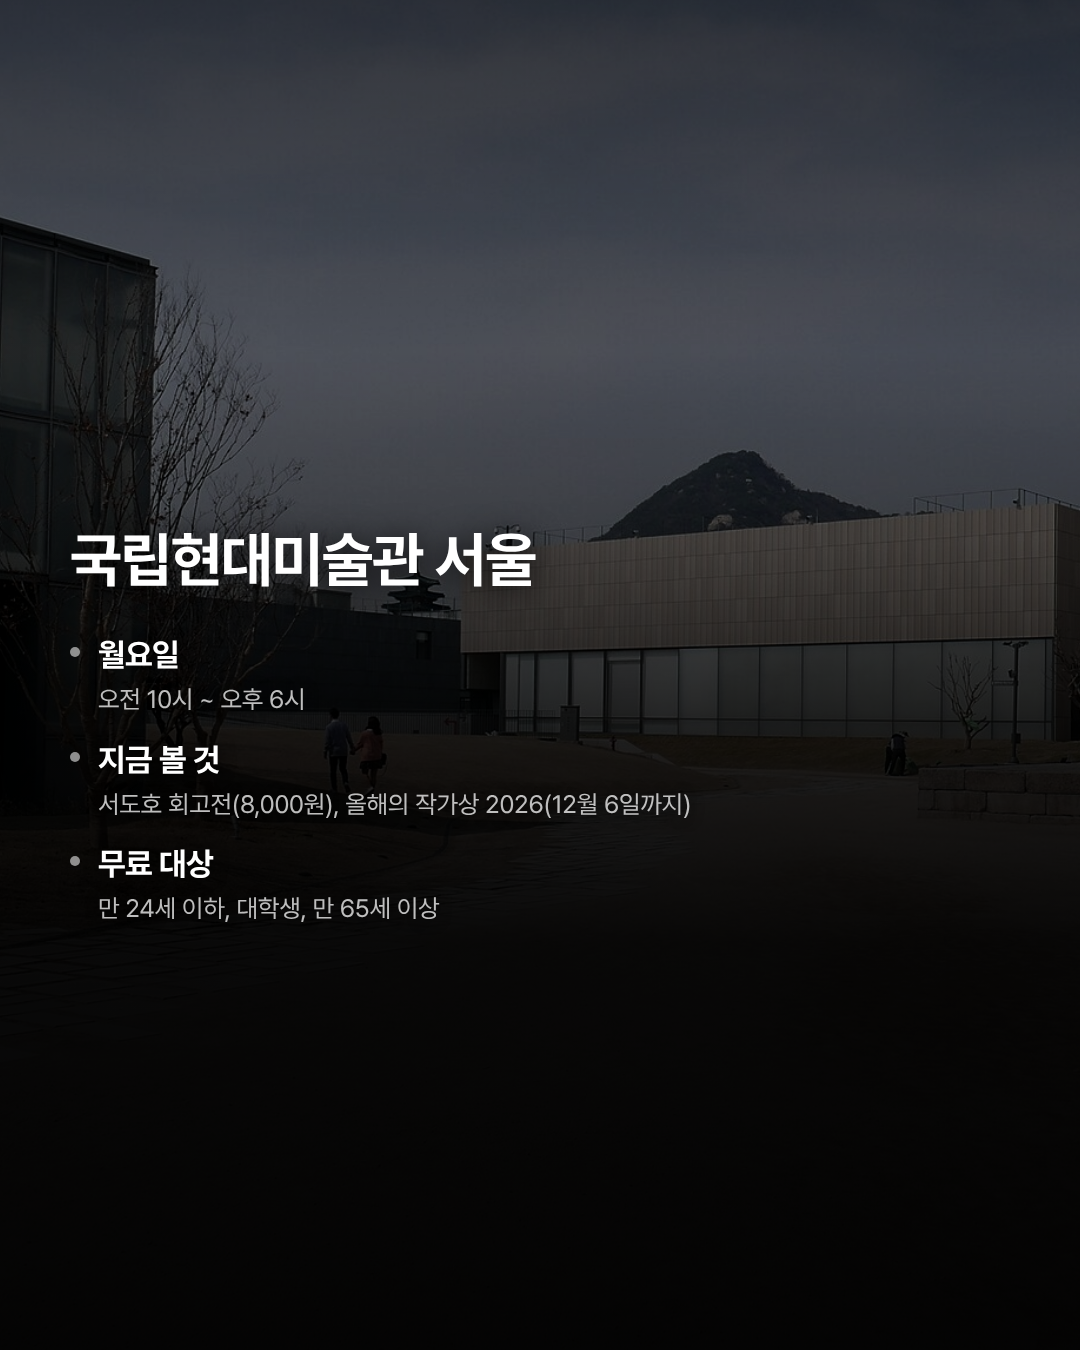 국립현대미술관 서울
월요일
오전 10시 ~ 오후 6시
지금 볼 것
서도호 회고전(8,000원), 올해의 작가상 2026(12월 6일까지)
무료 대상
만 24세 이하, 대학생, 만 65세 이상